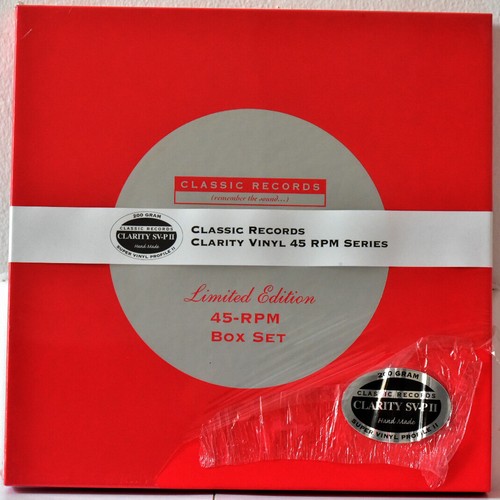 CLASSIC RECORDS
(remember the sound...)
200 GRAM
CLASSIC RECORDS
CLARITY SV-P II
Hand Made
SUPER VINYL PROFILE II
CLASSIC RECORDS
CLARITY VINYL 45 RPM SERIES
Limited Edition
45-RPM
BOX SET
200 GRAM
CLASSIC RECORDS
CLARITY SV-P II
Hand Made
SUPER VINYL PROFILE II